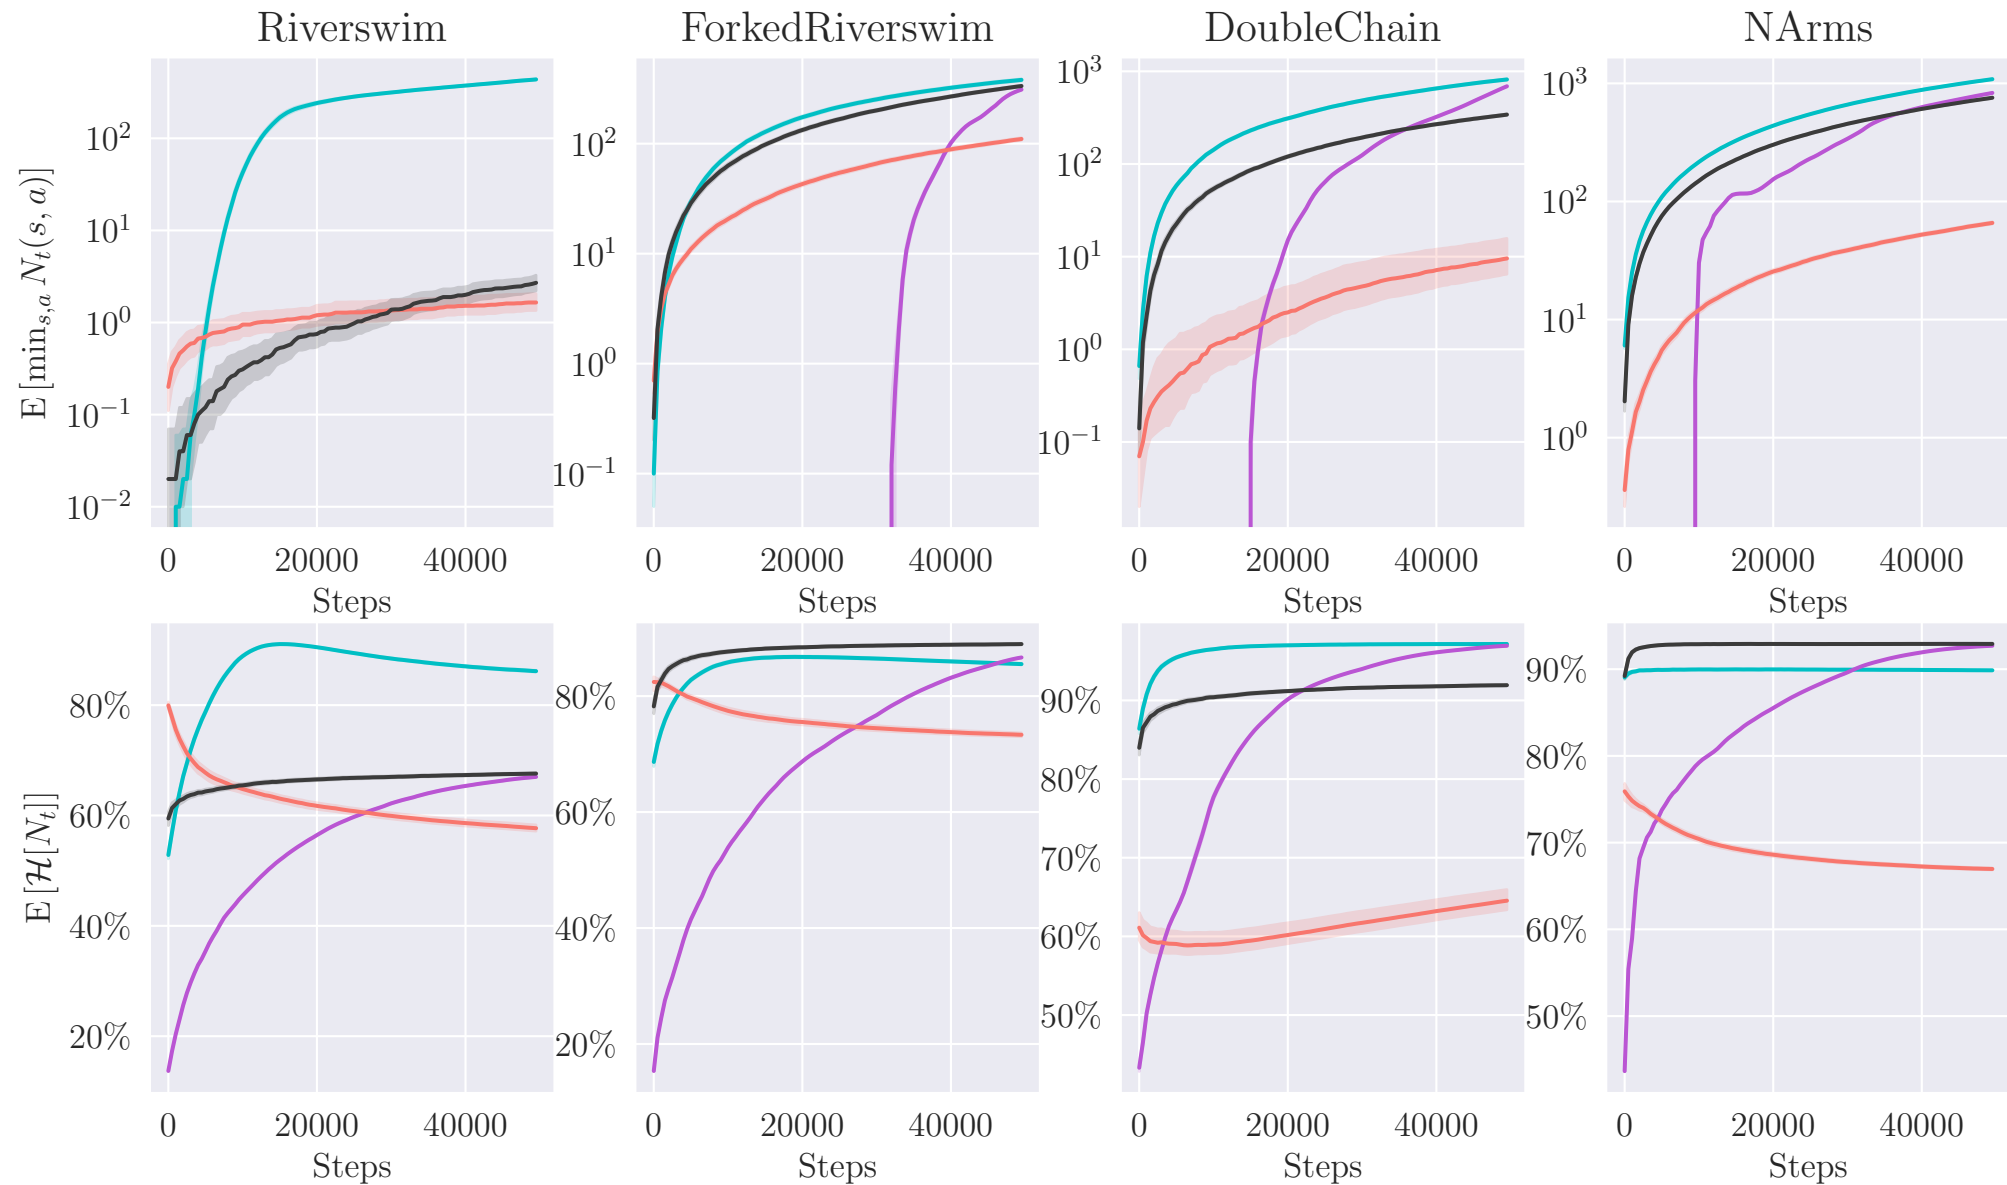 Riverswim ForkedRiverswim DoubleChain NArms
E [min_{s,a} N_t(s, a)]
10^2
10^1
10^0
10^{-1}
10^{-2}
0 20000 40000
Steps
10^2
10^1
10^0
10^{-1}
0 20000 40000
Steps
10^3
10^2
10^1
10^0
10^{-1}
0 20000 40000
Steps
10^3
10^2
10^1
10^0
0 20000 40000
Steps
E [ℋ[N_t]]
80%
60%
40%
20%
0 20000 40000
Steps
80%
60%
40%
20%
0 20000 40000
Steps
90%
80%
70%
60%
50%
0 20000 40000
Steps
90%
80%
70%
60%
50%
0 20000 40000
Steps